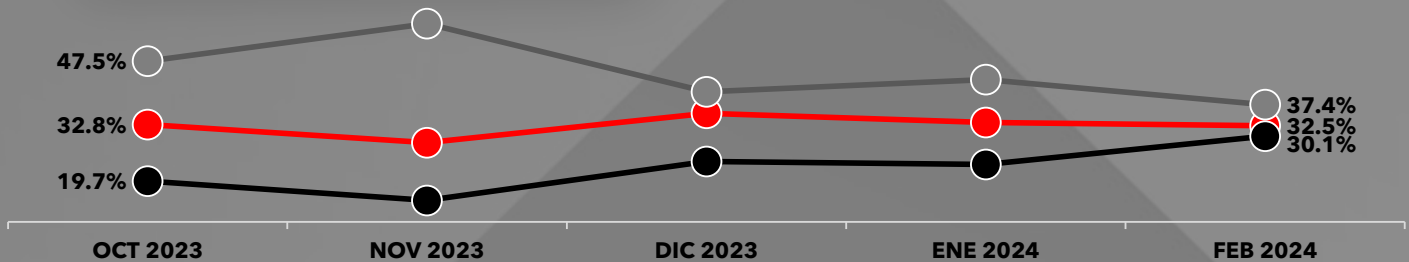 47.5%
32.8%
19.7%
37.4%
32.5%
30.1%
OCT 2023
NOV 2023
DIC 2023
ENE 2024
FEB 2024